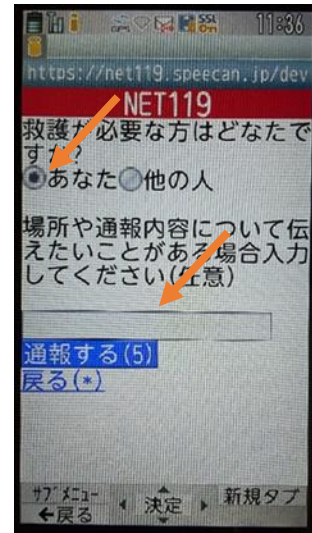 GPS SSL 11:36
https://net119.speecan.jp/dev
NET119
救護が必要な方はどなたで
すか?
あなた 他の人
場所や通報内容について伝
えたいことがある場合入力
してください(任意)
通報する(5)
戻る(*)
サブメニュー 決定 新規タブ
←戻る